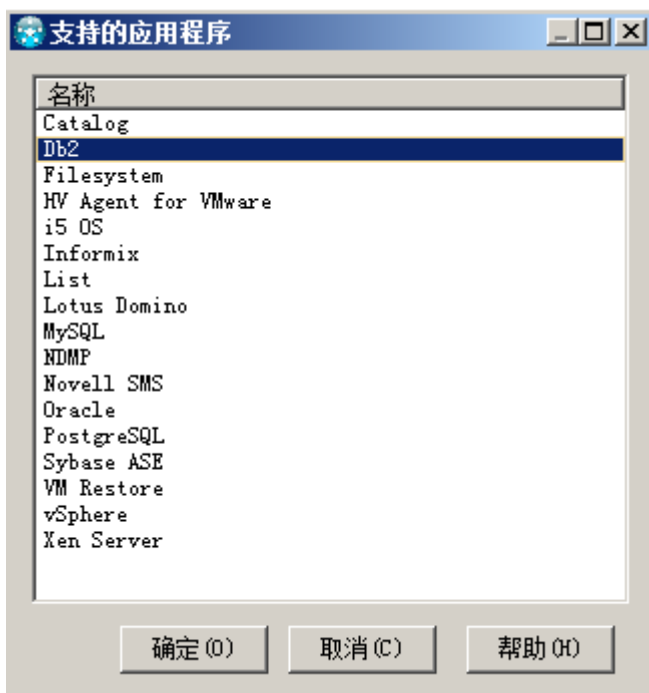 支持的应用程序
名称
Catalog
Db2
Filesystem
HV Agent for VMware
i5 OS
Informix
List
Lotus Domino
MySQL
NDMP
Novell SMS
Oracle
PostgreSQL
Sybase ASE
VM Restore
vSphere
Xen Server
确定(O) 取消(C) 帮助(H)